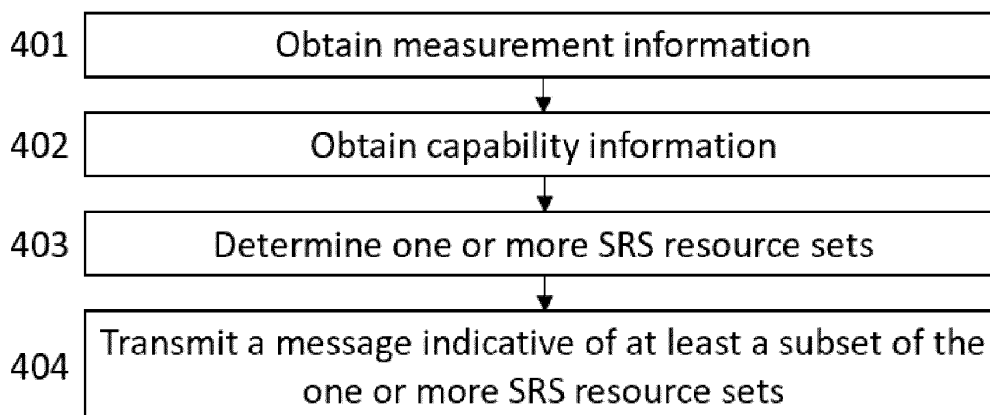 401 Obtain measurement information
402 Obtain capability information
403 Determine one or more SRS resource sets
404 Transmit a message indicative of at least a subset of the
one or more SRS resource sets